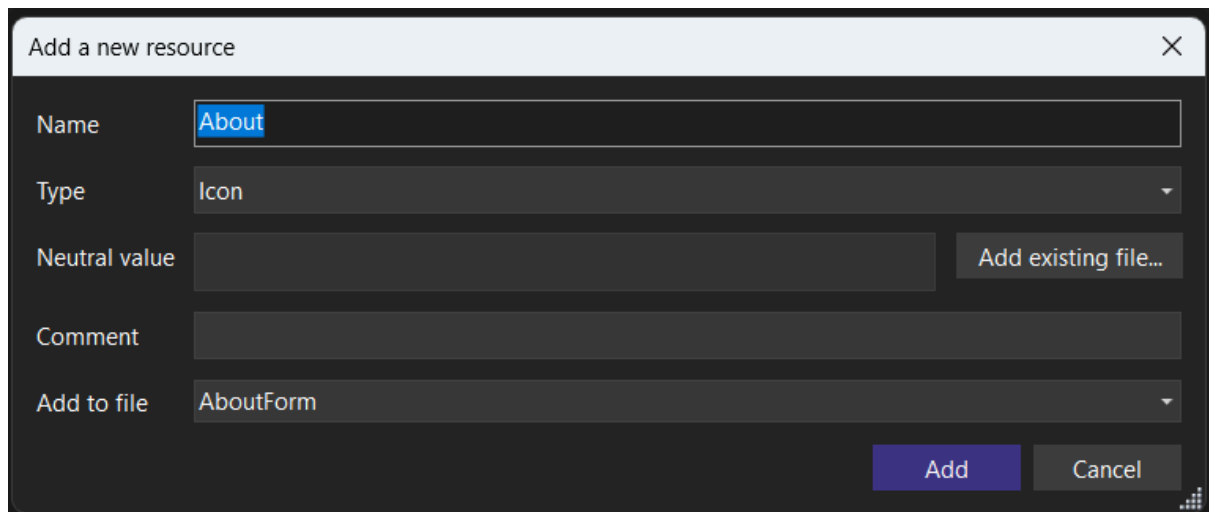 Add a new resource
Name About
Type Icon
Neutral value Add existing file...
Comment
Add to file AboutForm
Add Cancel